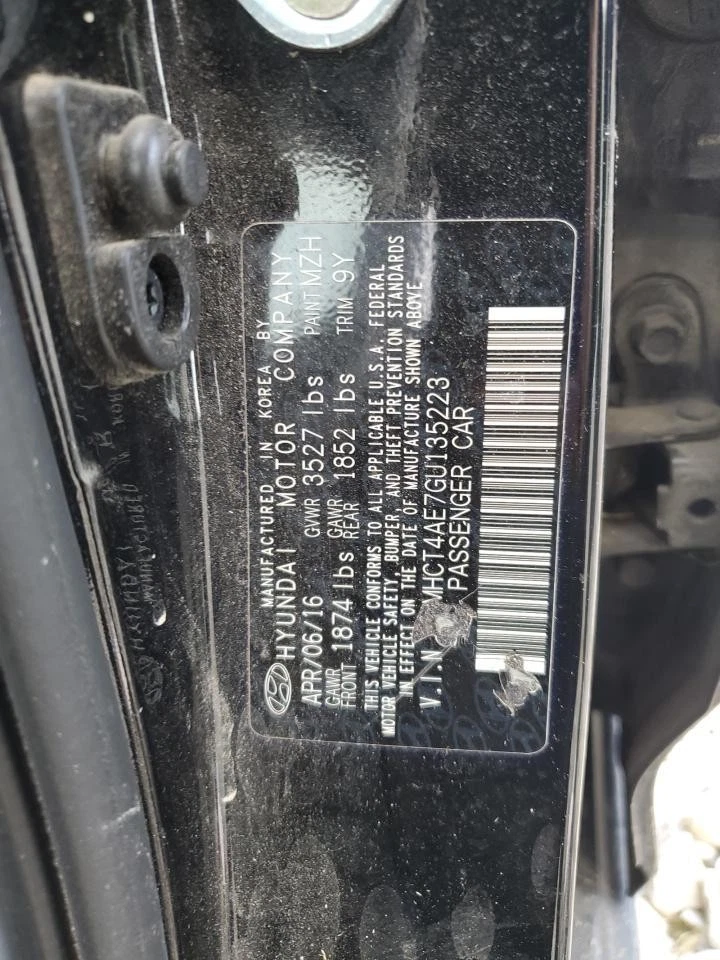 MANUFACTURED IN KOREA BY
HYUNDAI MOTOR COMPANY
APR/06/16 GVWR 3527 lbs PAINT MZH
GAWR FRONT 1874 lbs GAWR REAR 1852 lbs TRIM 9Y
THIS VEHICLE CONFORMS TO ALL APPLICABLE U.S.A. FEDERAL
MOTOR VEHICLE SAFETY, BUMPER, AND THEFT PREVENTION STANDARDS
IN EFFECT ON THE DATE OF MANUFACTURE SHOWN ABOVE
V.I.N MHCT4AE7GU135223
PASSENGER CAR